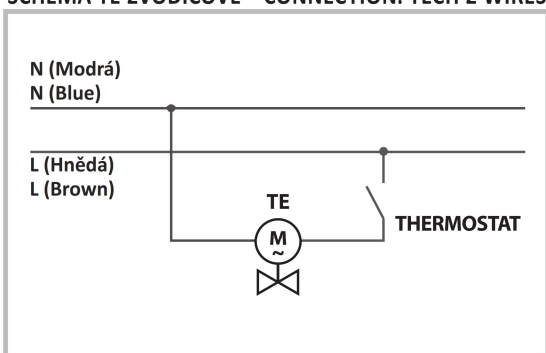 N (Modrá)
N (Blue)
L (Hnědá)
L (Brown)
TE
M
~
THERMOSTAT